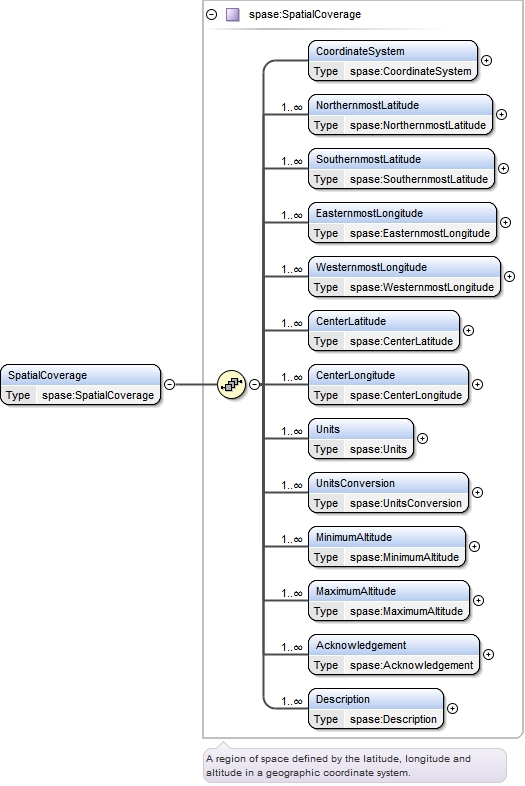 spase:SpatialCoverage
CoordinateSystem
Type spase:CoordinateSystem
1..∞ NorthernmostLatitude
Type spase:NorthernmostLatitude
1..∞ SouthernmostLatitude
Type spase:SouthernmostLatitude
1..∞ EasternmostLongitude
Type spase:EasternmostLongitude
1..∞ WesternmostLongitude
Type spase:WesternmostLongitude
1..∞ CenterLatitude
Type spase:CenterLatitude
SpatialCoverage
Type spase:SpatialCoverage
1..∞ CenterLongitude
Type spase:CenterLongitude
1..∞ Units
Type spase:Units
1..∞ UnitsConversion
Type spase:UnitsConversion
1..∞ MinimumAltitude
Type spase:MinimumAltitude
1..∞ MaximumAltitude
Type spase:MaximumAltitude
1..∞ Acknowledgement
Type spase:Acknowledgement
1..∞ Description
Type spase:Description
A region of space defined by the latitude, longitude and
altitude in a geographic coordinate system.